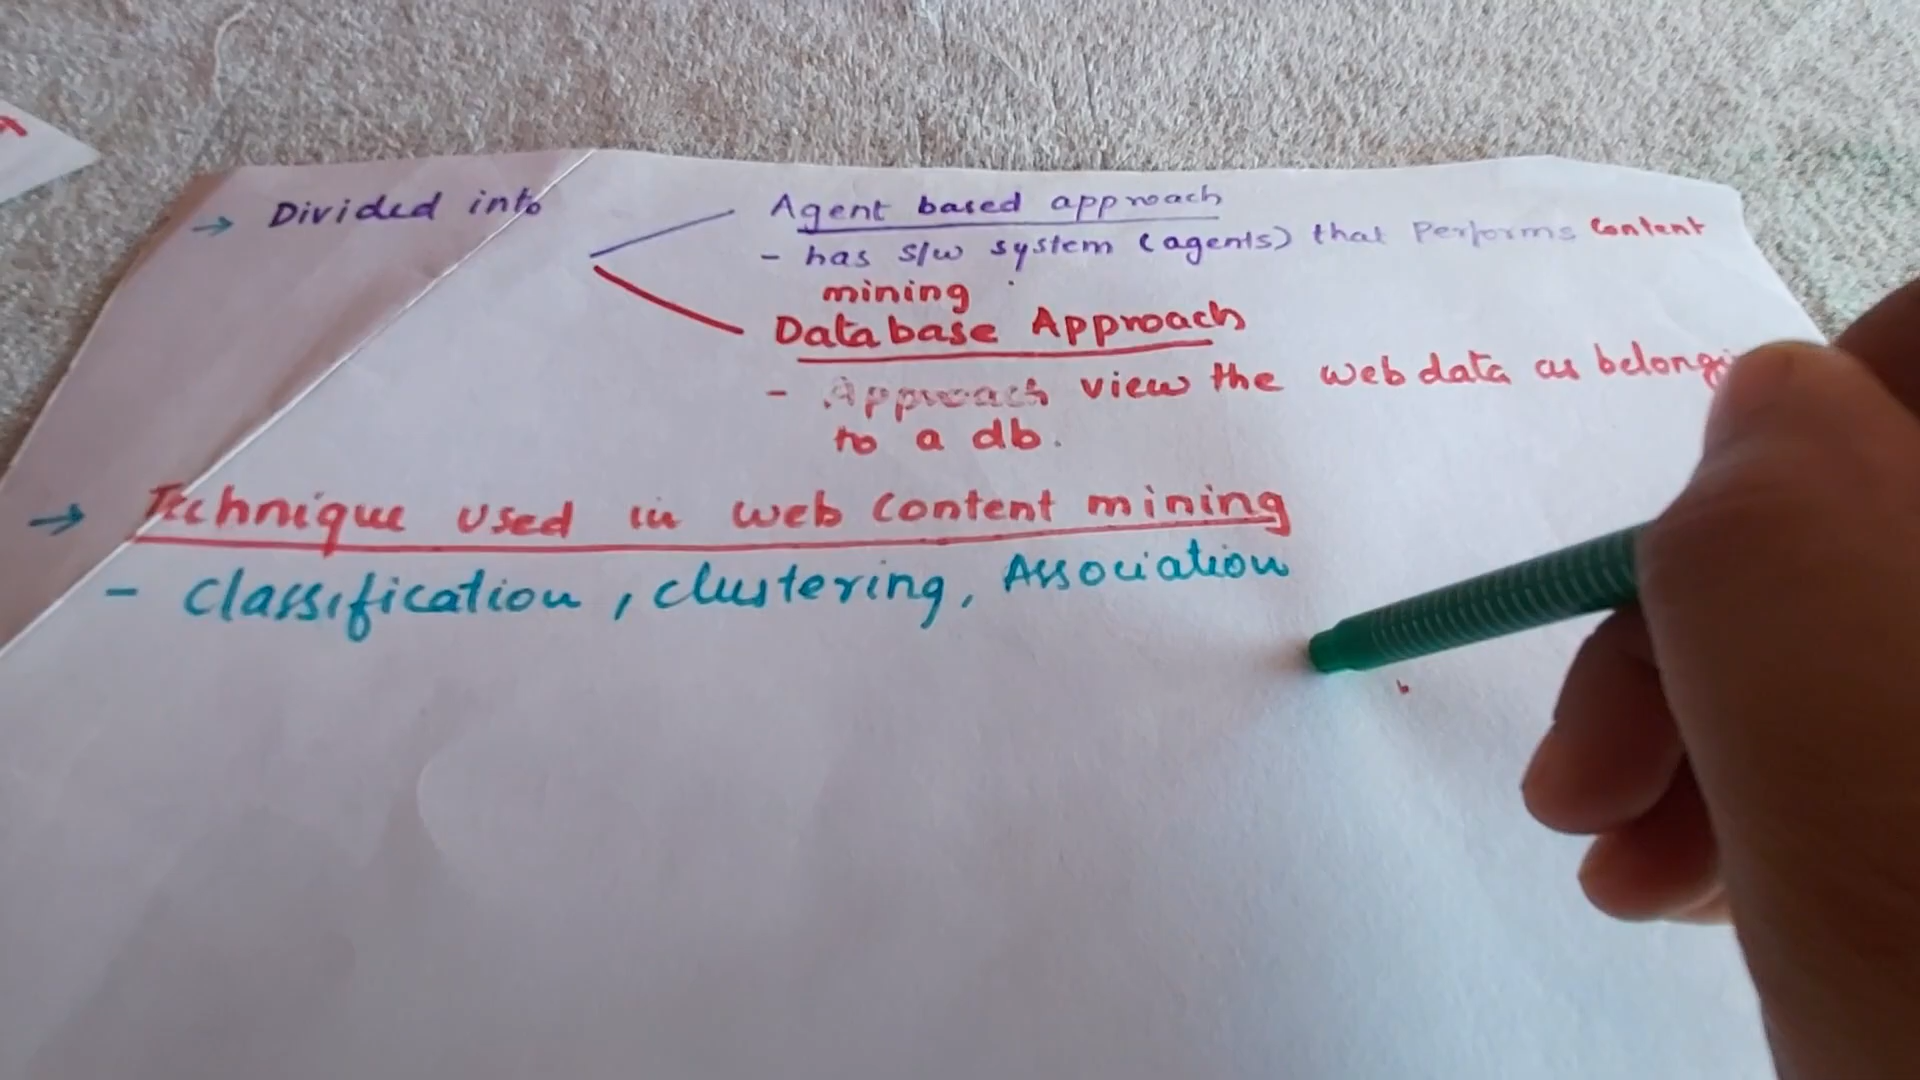 → Divided into
Agent based approach
- has s/w system (agents) that Performs Content
mining
Database Approach
- Approach view the web data as
to a db.
→ Technique used in web content mining
- Classification, clustering, Association